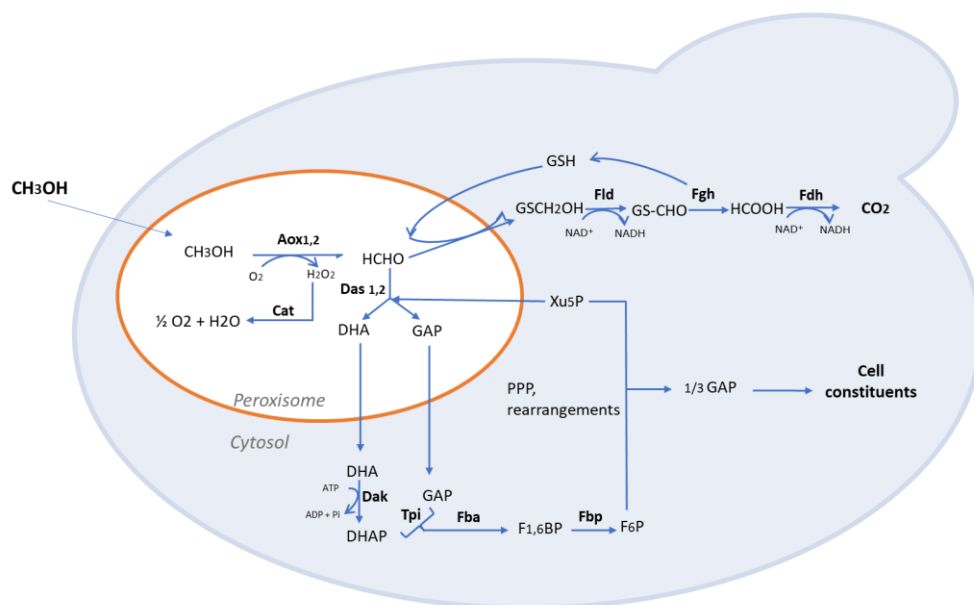 GSH
CH3OH
Fld
Fgh
Fdh
GSCH2OH
GS-CHO
HCOOH
CO2
NAD+
NADH
NAD+
NADH
Aox1,2
CH3OH
HCHO
O2
H2O2
Das 1,2
Cat
½ O2 + H2O
DHA
GAP
Xu5P
PPP,
rearrangements
1/3 GAP
Cell
constituents
Peroxisome
Cytosol
DHA
ATP
Dak
ADP + Pi
GAP
Tpi
Fba
Fbp
DHAP
F1,6BP
F6P